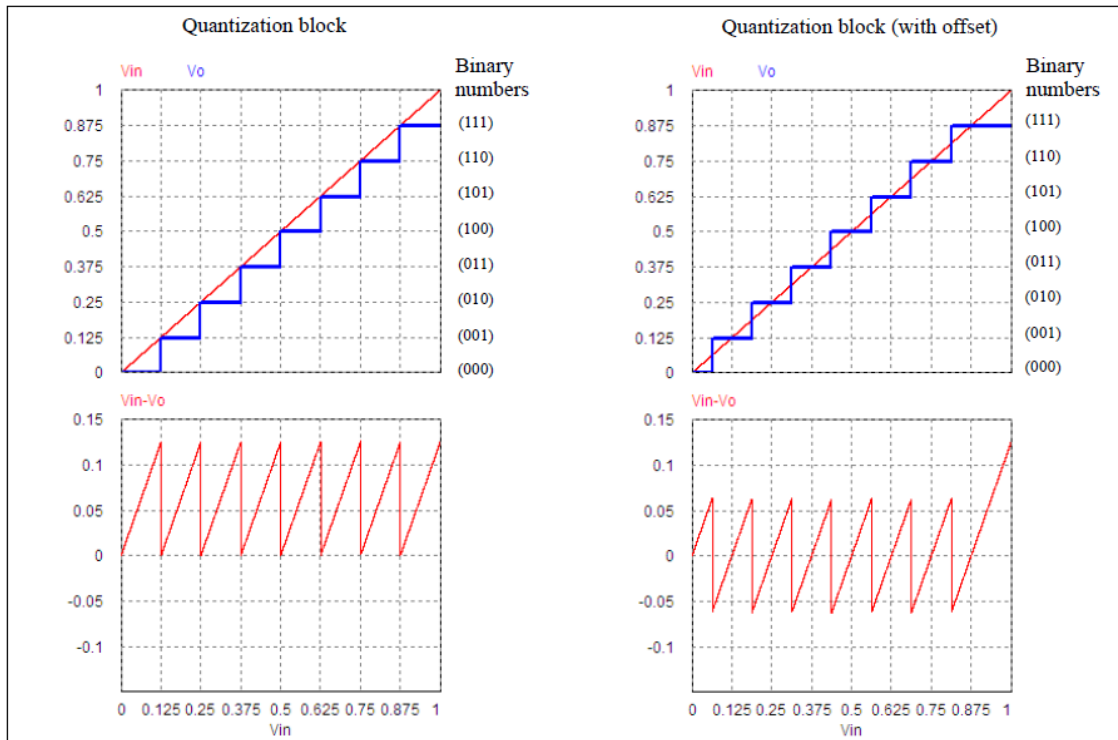 Quantization block
Vin Vo
Binary
numbers
1
0.875 (111)
0.75 (110)
0.625 (101)
0.5 (100)
0.375 (011)
0.25 (010)
0.125 (001)
0 (000)
Vin-Vo
0.15
0.1
0.05
0
-0.05
-0.1
0 0.125 0.25 0.375 0.5 0.625 0.75 0.875 1
Vin
Quantization block (with offset)
Vin Vo
Binary
numbers
1
0.875 (111)
0.75 (110)
0.625 (101)
0.5 (100)
0.375 (011)
0.25 (010)
0.125 (001)
0 (000)
Vin-Vo
0.15
0.1
0.05
0
-0.05
-0.1
0 0.125 0.25 0.375 0.5 0.625 0.75 0.875 1
Vin